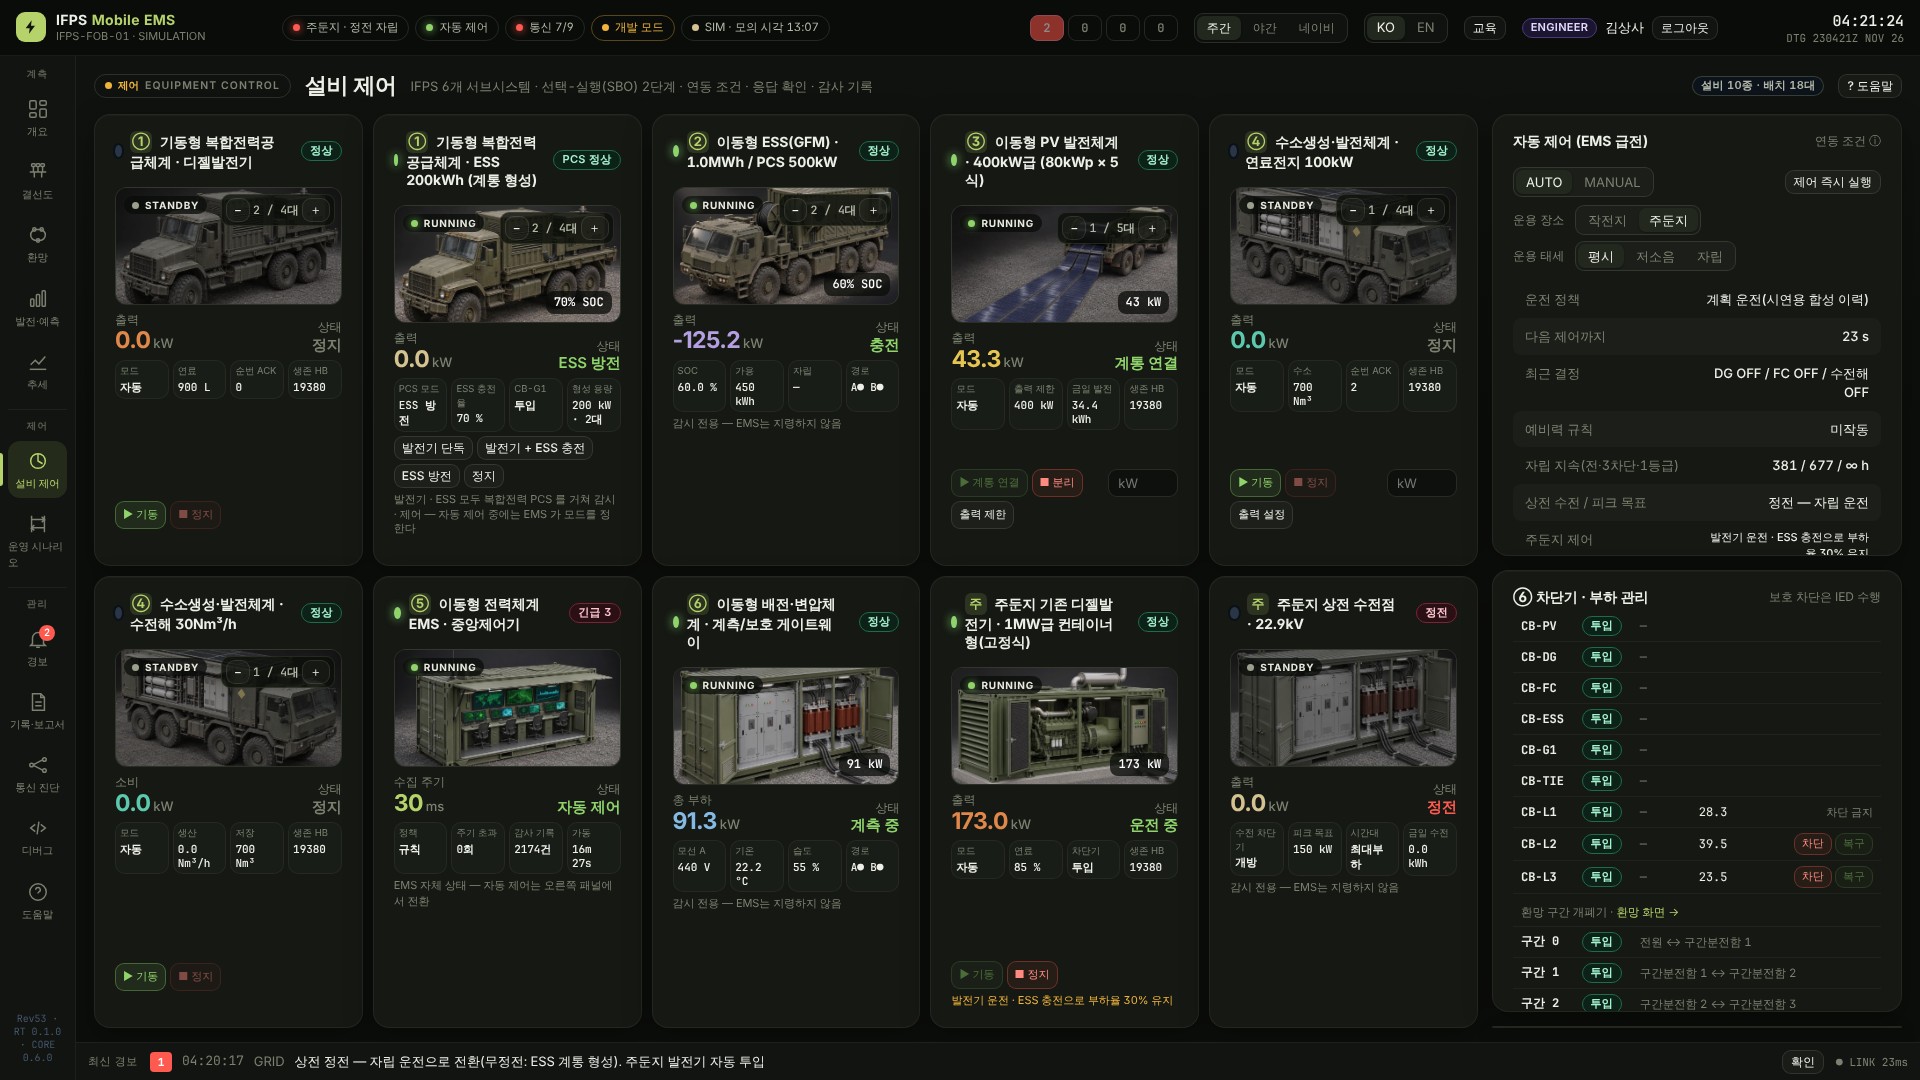 IFPS Mobile EMS
IFPS-FOB-01 · SIMULATION
주둔지 · 정전 자립
자동 제어
통신 7/9
개발 모드
SIM · 모의 시각 13:07
2 0 0 0
주간 야간 네이비
KO EN
교육
ENGINEER 김상사 로그아웃
04:21:24
DTG 230421Z NOV 26
계측
개요
결선도
환망
발전·예측
추세
제어
설비 제어
운영 시나리오
관리
2
경보
기록·보고서
통신 진단
디버그
도움말
RevS3 ·
RT 0.1.0
· CORE
0.6.0
제어 EQUIPMENT CONTROL
설비 제어
IFPS 6개 서브시스템 · 선택-실행(SBO) 2단계 · 연동 조건 · 응답 확인 · 감사 기록
설비 10종 · 배치 18대
? 도움말
① 기동형 복합전력공
급체계 · 디젤발전기
정상
STANDBY
− 2 / 4대 +
출력
0.0 kW
상태
정지
모드 연료 순번 ACK 생존 HB
자동 900 L 0 19380
▶ 기동 ■ 정지
① 기동형 복합전력
공급체계 · ESS
200kWh (계통 형성)
PCS 정상
RUNNING
− 2 / 4대 +
70% SOC
출력
0.0 kW
상태
ESS 방전
PCS 모드 ESS 충전율 CB-G1 형성 용량
ESS 방전 70 % 투입 200 kW · 2대
발전기 단독 발전기 + ESS 충전
ESS 방전 정지
발전기 · ESS 모두 복합전력 PCS 를 거쳐 감시
· 제어 — 자동 제어 중에는 EMS 가 모드를 정
한다
② 이동형 ESS(GFM) ·
1.0MWh / PCS 500kW
정상
RUNNING
− 2 / 4대 +
60% SOC
출력
-125.2 kW
상태
충전
SOC 가용 자립 경로
60.0 % 450 kWh — A● B●
감시 전용 — EMS는 지령하지 않음
③ 이동형 PV 발전체계
· 400kW급 (80kWp × 5
식)
정상
RUNNING
− 1 / 5대 +
43 kW
출력
43.3 kW
상태
계통 연결
모드 출력 제한 금일 발전 생존 HB
자동 400 kW 34.4 kWh 19380
▶ 계통 연결 ■ 분리 kW
출력 제한
④ 수소생성·발전체계 ·
연료전지 100kW
정상
STANDBY
− 1 / 4대 +
출력
0.0 kW
상태
정지
모드 수소 순번 ACK 생존 HB
자동 700 Nm³ 2 19380
▶ 기동 ■ 정지 kW
출력 설정
④ 수소생성·발전체계 ·
수전해 30Nm³/h
정상
STANDBY
− 1 / 4대 +
소비
0.0 kW
상태
정지
모드 생산 저장 생존 HB
자동 0.0 Nm³/h 700 Nm³ 19380
▶ 기동 ■ 정지
⑤ 이동형 전력체계
EMS · 중앙제어기
긴급 3
RUNNING
수집 주기
30 ms
상태
자동 제어
정책 주기 초과 감사 기록 가동
규칙 0회 2174건 16m 27s
EMS 자체 상태 — 자동 제어는 오른쪽 패널에
서 전환
⑥ 이동형 배전·변압체
계 · 계측/보호 게이트웨
이
정상
RUNNING
91 kW
총 부하
91.3 kW
상태
계측 중
모선 A 기온 습도 경로
440 V 22.2 °C 55 % A● B●
감시 전용 — EMS는 지령하지 않음
주 주둔지 기존 디젤발
전기 · 1MW급 컨테이너
형(고정식)
정상
RUNNING
173 kW
출력
173.0 kW
상태
운전 중
모드 연료 차단기 생존 HB
자동 85 % 투입 19380
▶ 기동 ■ 정지
발전기 운전 · ESS 충전으로 부하율 30% 유지
주 주둔지 상전 수전점
· 22.9kV
정전
STANDBY
출력
0.0 kW
상태
정전
수전 차단기 피크 목표 시간대 금일 수전
개방 150 kW 최대부하 0.0 kWh
감시 전용 — EMS는 지령하지 않음
자동 제어 (EMS 급전)
연동 조건 ⓘ
AUTO MANUAL
제어 즉시 실행
운용 장소 작전지 주둔지
운용 태세 평시 저소음 자립
운전 정책 계획 운전(시연용 합성 이력)
다음 제어까지 23 s
최근 결정 DG OFF / FC OFF / 수전해
OFF
예비력 규칙 미작동
자립 지속(전·3차단·1등급) 381 / 677 / ∞ h
상전 수전 / 피크 목표 정전 — 자립 운전
주둔지 제어 발전기 운전 · ESS 충전으로 부하
율 30% 유지
⑥ 차단기 · 부하 관리
보호 차단은 IED 수행
CB-PV 투입 —
CB-DG 투입 —
CB-FC 투입 —
CB-ESS 투입 —
CB-G1 투입 —
CB-TIE 투입 —
CB-L1 투입 — 28.3 차단 금지
CB-L2 투입 — 39.5 차단 복구
CB-L3 투입 — 23.5 차단 복구
환망 구간 개폐기 · 환망 화면 →
구간 0 투입 전원 ↔ 구간분전함 1
구간 1 투입 구간분전함 1 ↔ 구간분전함 2
구간 2 투입 구간분전함 2 ↔ 구간분전함 3
최신 경보 1 04:20:17 GRID 상전 정전 — 자립 운전으로 전환(무정전: ESS 계통 형성). 주둔지 발전기 자동 투입
확인
LINK 23ms